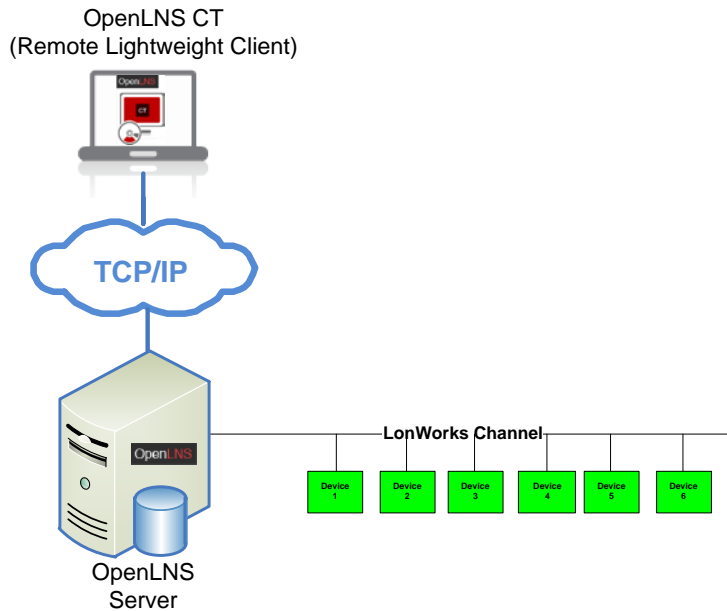 OpenLNS CT
(Remote Lightweight Client)
OpenLNS
CT
TCP/IP
OpenLNS
LonWorks Channel
Device
1
Device
2
Device
3
Device
4
Device
5
Device
6
OpenLNS
Server